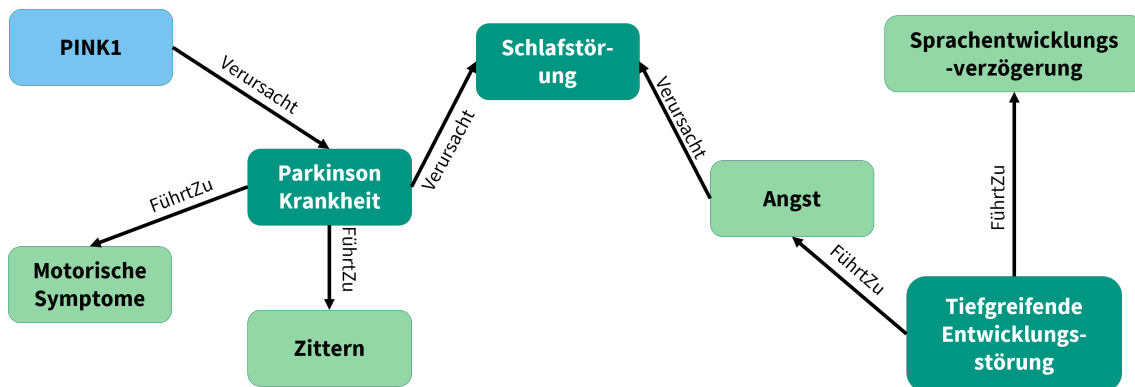 PINK1
Verursacht
Schlafstör-
ung
Sprachentwicklungs
-verzögerung
Parkinson
Krankheit
Verursacht
Verursacht
FührtZu
FührtZu
FührtZu
Angst
FührtZu
Motorische
Symptome
Zittern
Tiefgreifende
Entwicklungs-
störung